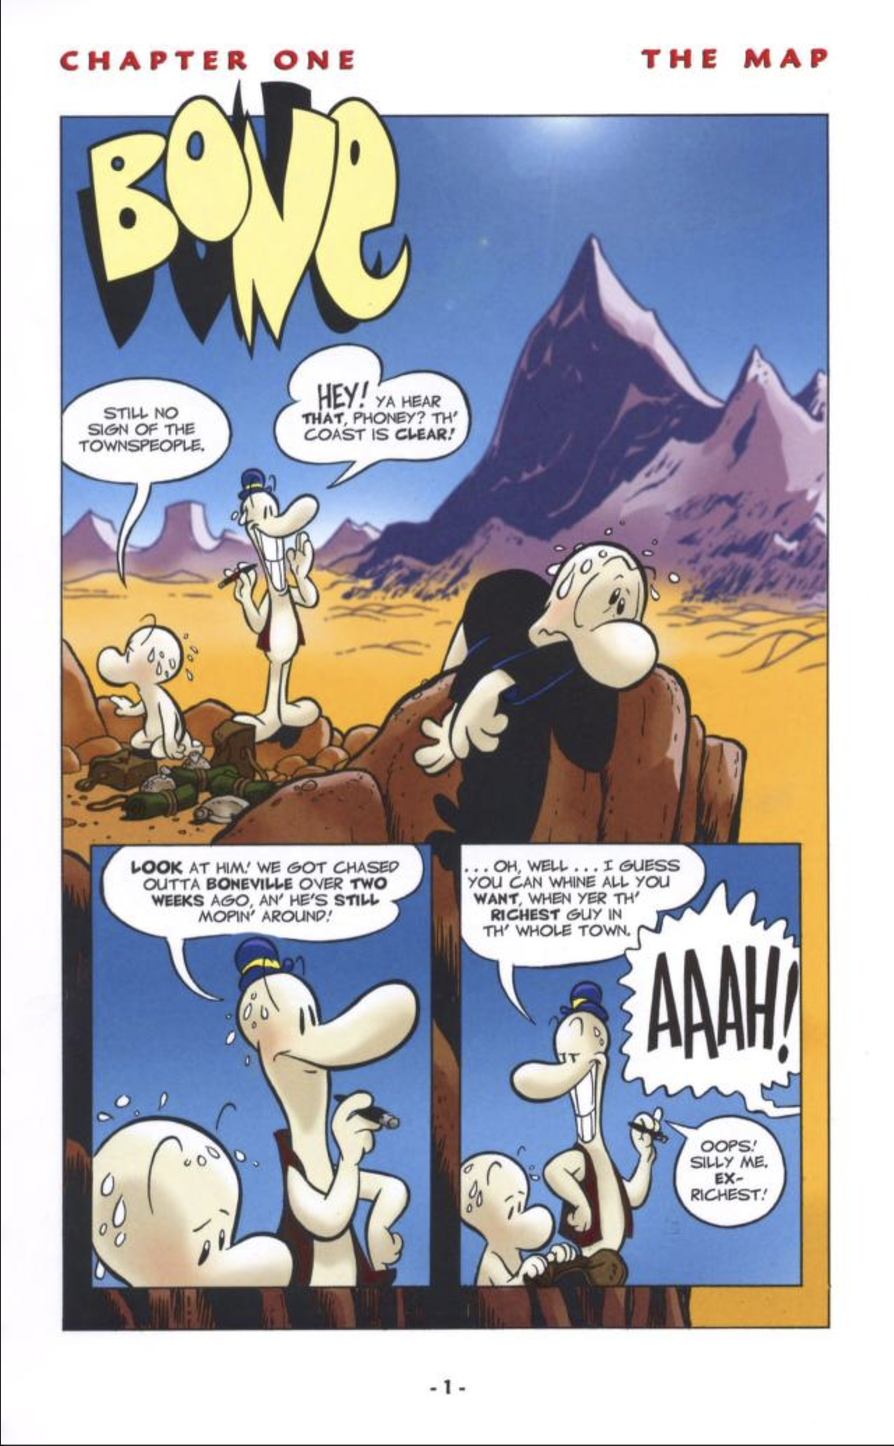 CHAPTER ONE
THE MAP
BONE
STILL NO
SIGN OF THE
TOWNSPEOPLE.
HEY! YA HEAR
THAT, PHONEY? TH'
COAST IS CLEAR!
LOOK AT HIM! WE GOT CHASED
OUTTA BONEVILLE OVER TWO
WEEKS AGO, AN' HE'S STILL
MOPIN' AROUND!
... OH, WELL ... I GUESS
YOU CAN WHINE ALL YOU
WANT, WHEN YER TH'
RICHEST GUY IN
TH' WHOLE TOWN.
AAAH!
OOPS!
SILLY ME.
EX-
RICHEST!
- 1 -